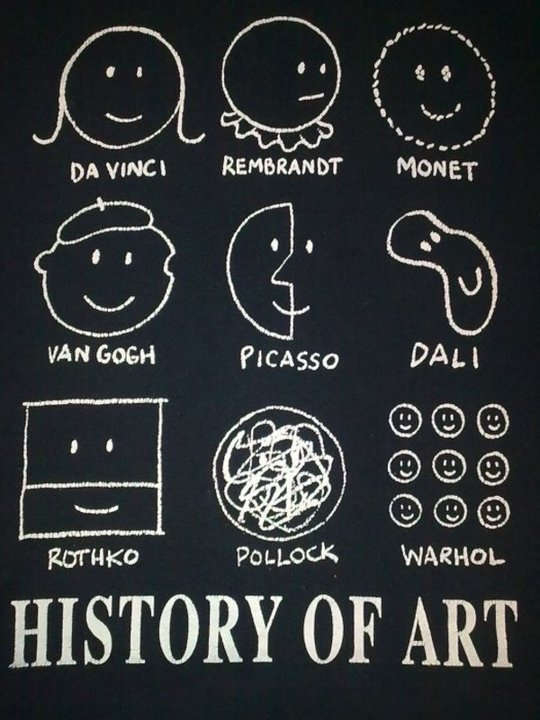 DA VINCI
REMBRANDT
MONET
VAN GOGH
PICASSO
DALI
ROTHKO
POLLOCK
WARHOL
HISTORY OF ART